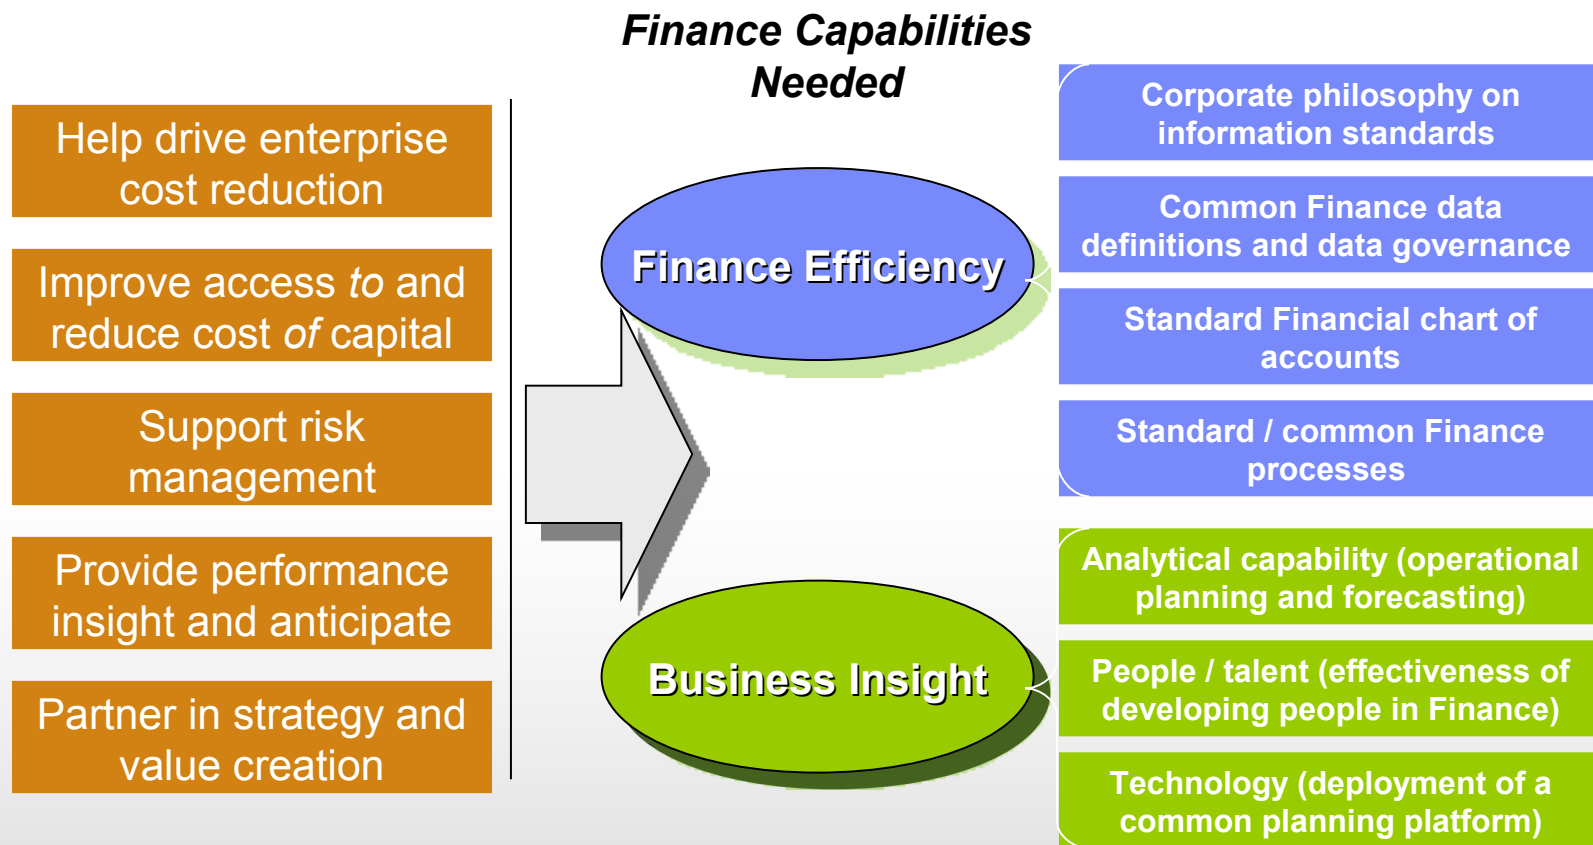 Finance Capabilities
Needed
Help drive enterprise
cost reduction
Improve access to and
reduce cost of capital
Support risk
management
Provide performance
insight and anticipate
Partner in strategy and
value creation
Finance Efficiency
Business Insight
Corporate philosophy on
information standards
Common Finance data
definitions and data governance
Standard Financial chart of
accounts
Standard / common Finance
processes
Analytical capability (operational
planning and forecasting)
People / talent (effectiveness of
developing people in Finance)
Technology (deployment of a
common planning platform)